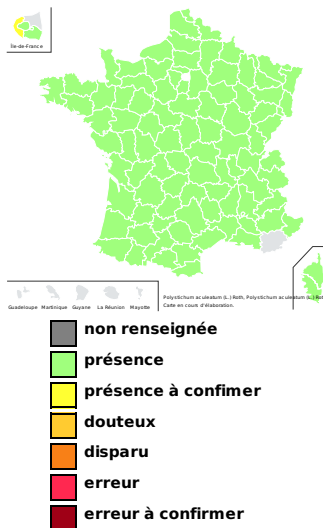 Île-de-France
Guadeloupe Martinique Guyane La Réunion Mayotte
Polystichum aculeatum (L.) Roth, Polystichum aculeatum (L.) Rot
Carte en cours d'élaboration.
non renseignée
présence
présence à confimer
douteux
disparu
erreur
erreur à confirmer